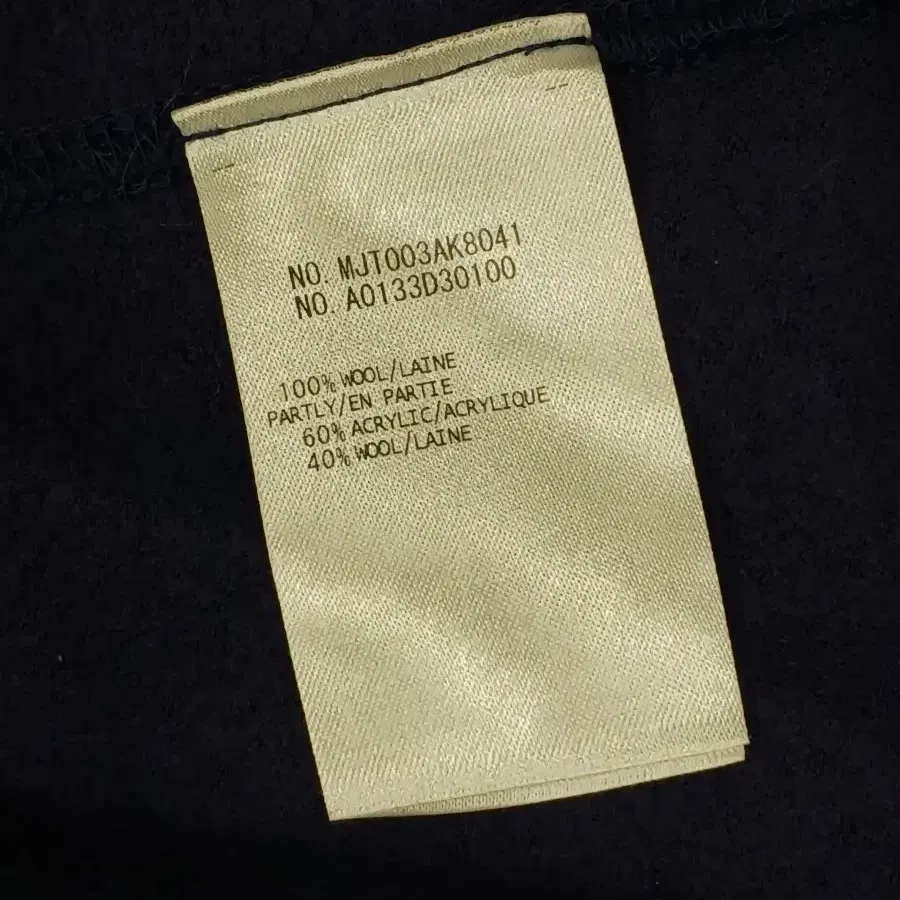 NO. MJT003AK8041
NO. A0133D30100
100% WOOL/LAINE
PARTLY/EN PARTIE
60% ACRYLIC/ACRYLIQUE
40% WOOL/LAINE